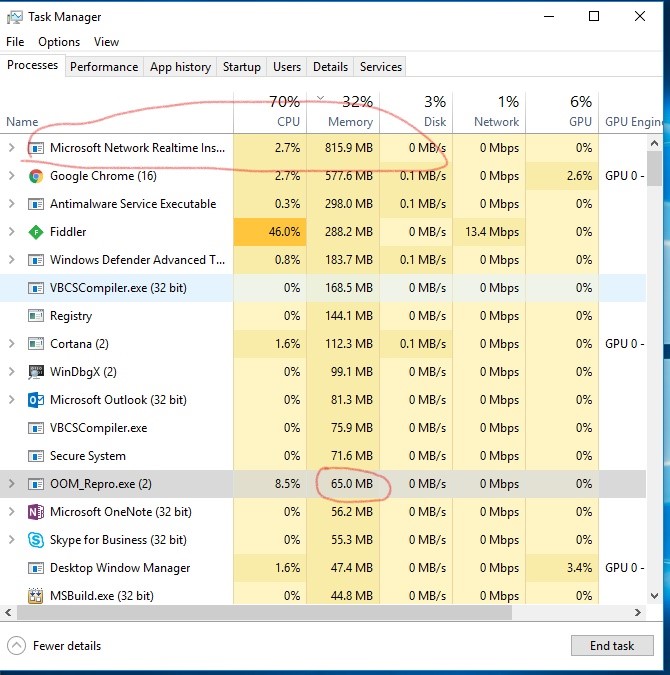 Task Manager
File Options View
Processes Performance App history Startup Users Details Services
70% 32% 3% 1% 6%
Name CPU Memory Disk Network GPU GPU Engin
Microsoft Network Realtime Ins... 2.7% 815.9 MB 0 MB/s 0 Mbps 0%
Google Chrome (16) 2.7% 577.6 MB 0.1 MB/s 0 Mbps 2.6% GPU 0 -
Antimalware Service Executable 0.3% 298.0 MB 0.1 MB/s 0 Mbps 0%
Fiddler 46.0% 288.2 MB 0 MB/s 13.4 Mbps 0%
Windows Defender Advanced T... 0.8% 183.7 MB 0.1 MB/s 0 Mbps 0%
VBCSCompiler.exe (32 bit) 0% 168.5 MB 0 MB/s 0 Mbps 0%
Registry 0% 144.1 MB 0 MB/s 0 Mbps 0%
Cortana (2) 1.6% 112.3 MB 0.1 MB/s 0 Mbps 0% GPU 0 -
WinDbgX (2) 0% 99.1 MB 0 MB/s 0 Mbps 0%
Microsoft Outlook (32 bit) 0% 81.3 MB 0 MB/s 0 Mbps 0%
VBCSCompiler.exe 0% 75.9 MB 0 MB/s 0 Mbps 0%
Secure System 0% 71.6 MB 0 MB/s 0 Mbps 0%
OOM_Repro.exe (2) 8.5% 65.0 MB 0 MB/s 0 Mbps 0%
Microsoft OneNote (32 bit) 0% 56.2 MB 0 MB/s 0 Mbps 0%
Skype for Business (32 bit) 0% 55.3 MB 0 MB/s 0 Mbps 0%
Desktop Window Manager 1.6% 47.4 MB 0 MB/s 0 Mbps 3.4% GPU 0 -
MSBuild.exe (32 bit) 0% 44.8 MB 0 MB/s 0 Mbps 0%
Fewer details End task